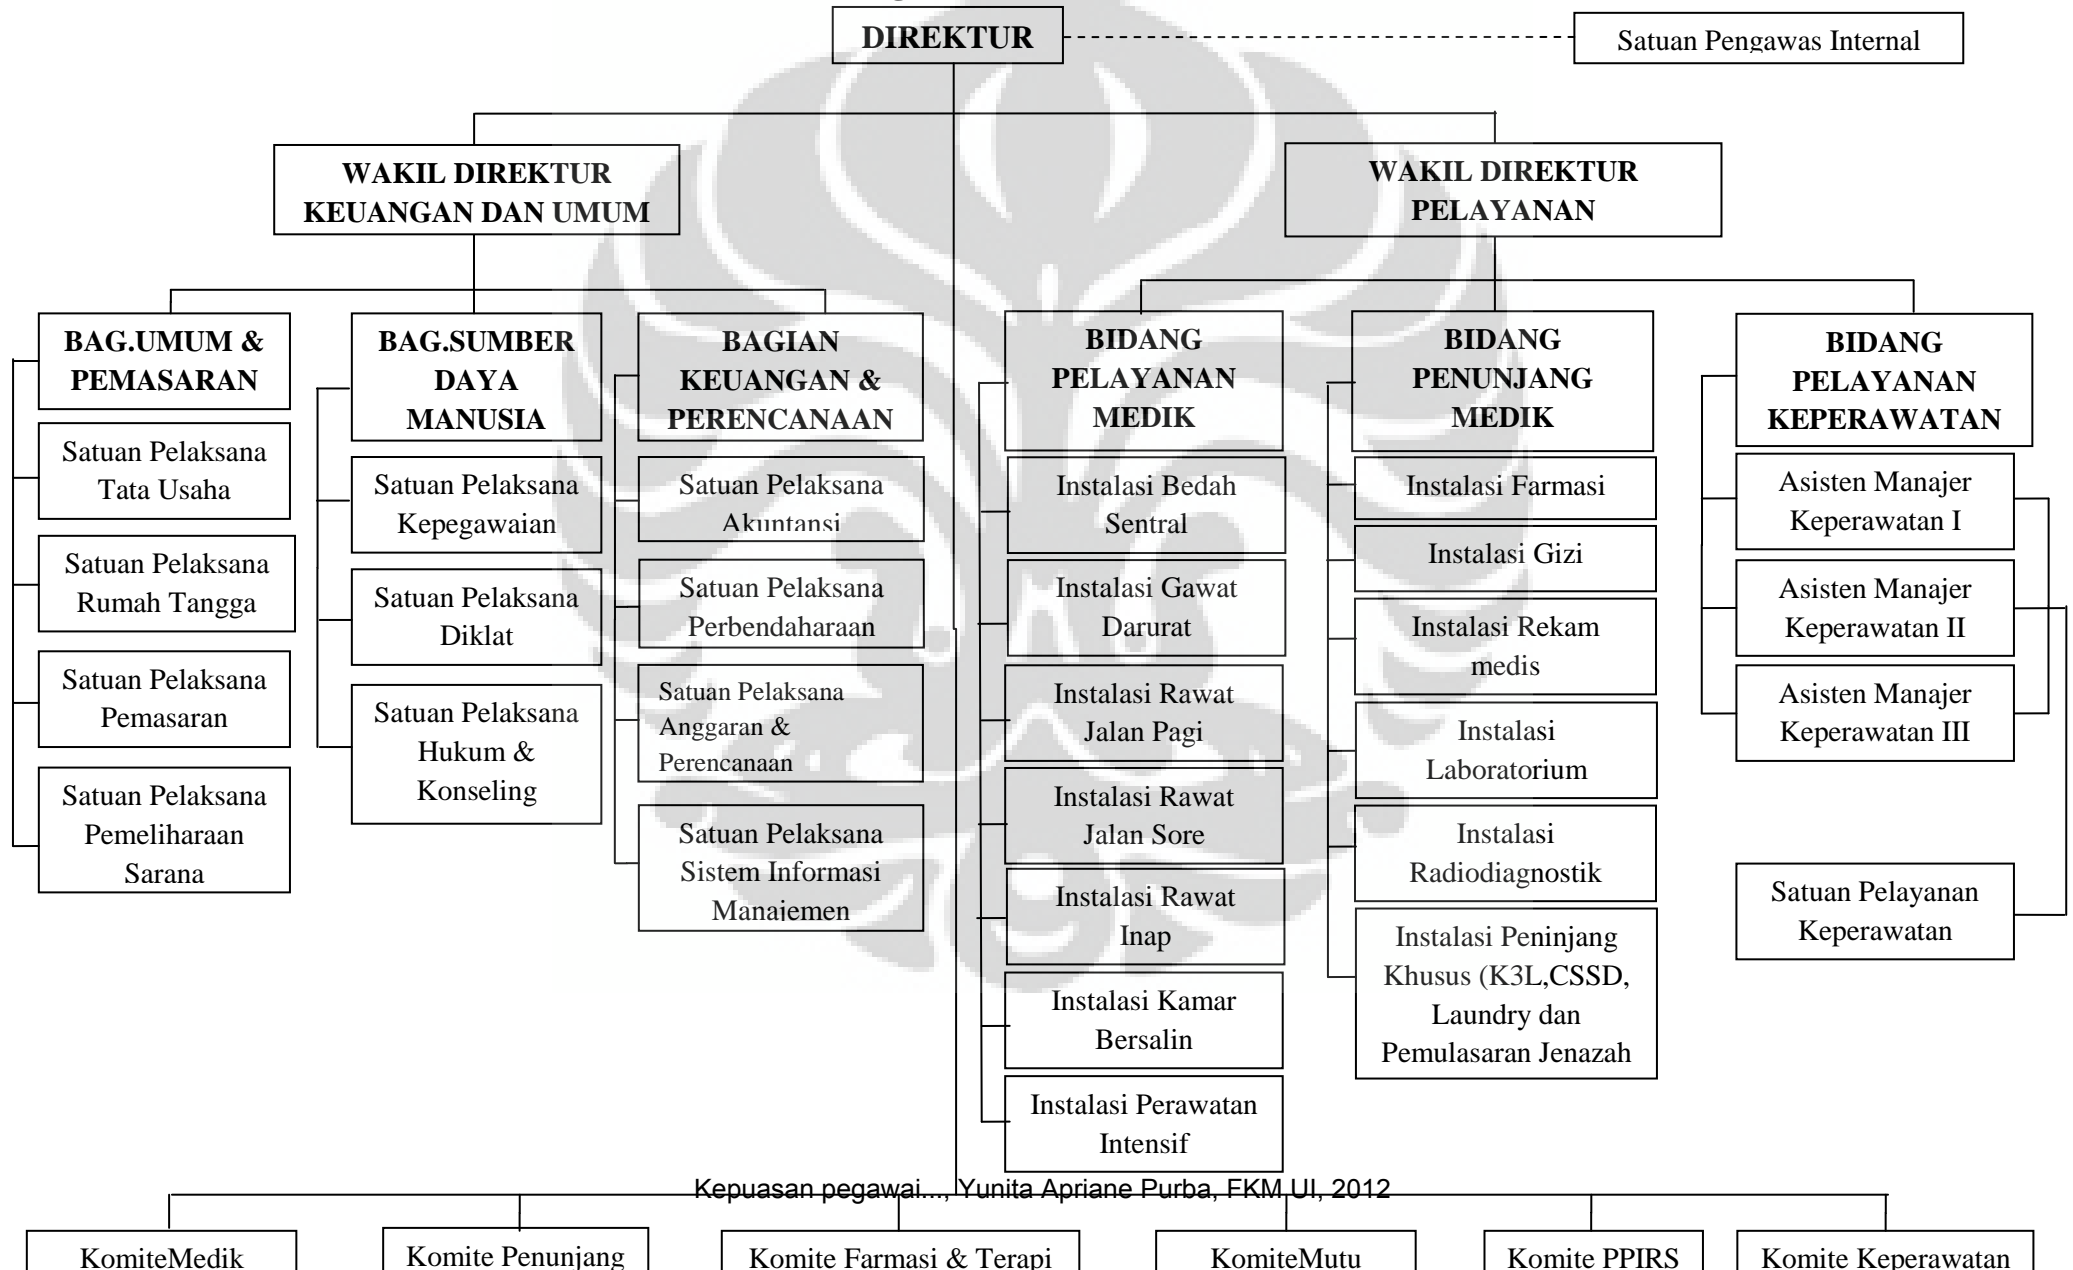 DIREKTUR
Satuan Pengawas Internal
WAKIL DIREKTUR
KEUANGAN DAN UMUM
WAKIL DIREKTUR
PELAYANAN
BAG.UMUM &
PEMASARAN
Satuan Pelaksana
Tata Usaha
Satuan Pelaksana
Rumah Tangga
Satuan Pelaksana
Pemasaran
Satuan Pelaksana
Pemeliharaan
Sarana
BAG.SUMBER
DAYA
MANUSIA
Satuan Pelaksana
Kepegawaian
Satuan Pelaksana
Diklat
Satuan Pelaksana
Hukum &
Konseling
BAGIAN
KEUANGAN &
PERENCANAAN
Satuan Pelaksana
Akuntansi
Satuan Pelaksana
Perbendaharaan
Satuan Pelaksana
Anggaran &
Perencanaan
Satuan Pelaksana
Sistem Informasi
Manajemen
BIDANG
PELAYANAN
MEDIK
Instalasi Bedah
Sentral
Instalasi Gawat
Darurat
Instalasi Rawat
Jalan Pagi
Instalasi Rawat
Jalan Sore
Instalasi Rawat
Inap
Instalasi Kamar
Bersalin
Instalasi Perawatan
Intensif
BIDANG
PENUNJANG
MEDIK
Instalasi Farmasi
Instalasi Gizi
Instalasi Rekam
medis
Instalasi
Laboratorium
Instalasi
Radiodiagnostik
Instalasi Peninjang
Khusus (K3L,CSSD,
Laundry dan
Pemulasaran Jenazah
BIDANG
PELAYANAN
KEPERAWATAN
Asisten Manajer
Keperawatan I
Asisten Manajer
Keperawatan II
Asisten Manajer
Keperawatan III
Satuan Pelayanan
Keperawatan
Kepuasan pegawai..., Yunita Apriane Purba, FKM UI, 2012
KomiteMedik
Komite Penunjang
Komite Farmasi & Terapi
KomiteMutu
Komite PPIRS
Komite Keperawatan